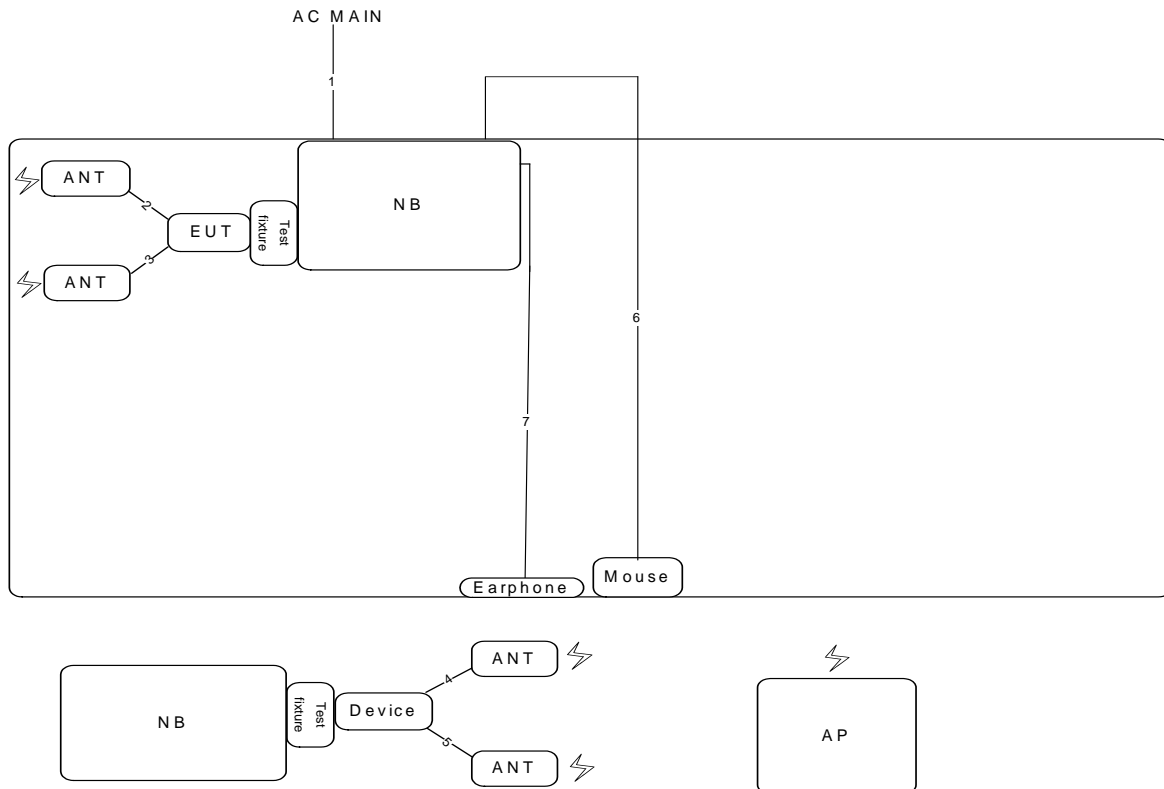 AC MAIN
1
ANT
2
EUT
Test
fixture
NB
3
ANT
6
7
Earphone
Mouse
ANT
4
NB
Test
fixture
Device
5
ANT
AP